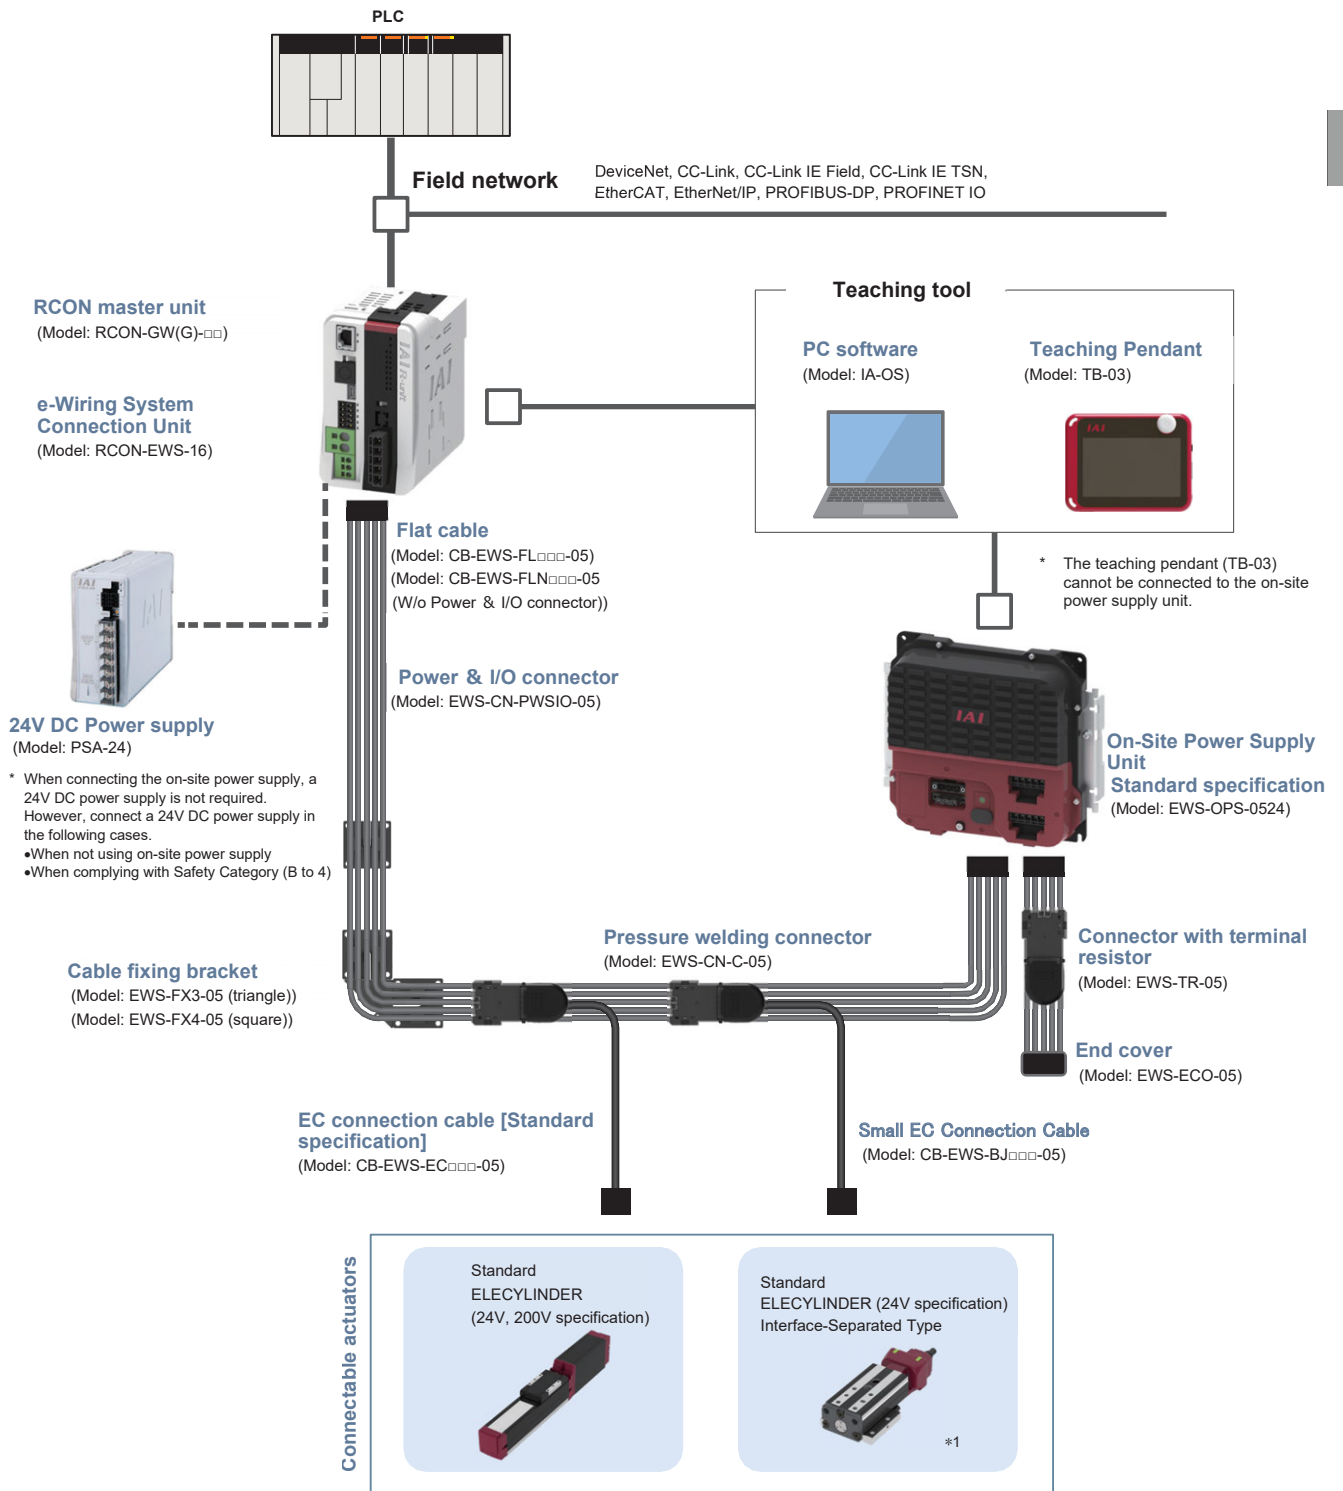 PLC
Field network
DeviceNet, CC-Link, CC-Link IE Field, CC-Link IE TSN,
EtherCAT, EtherNet/IP, PROFIBUS-DP, PROFINET IO
RCON master unit
(Model: RCON-GW(G)-□□)
e-Wiring System
Connection Unit
(Model: RCON-EWS-16)
IAI R-unit
IAI
Teaching tool
PC software
(Model: IA-OS)
Teaching Pendant
(Model: TB-03)
IAI
* The teaching pendant (TB-03)
cannot be connected to the on-site
power supply unit.
Flat cable
(Model: CB-EWS-FL□□□-05)
(Model: CB-EWS-FLN□□□-05
(W/o Power & I/O connector))
Power & I/O connector
(Model: EWS-CN-PWSIO-05)
IAI
IAI
24V DC Power supply
(Model: PSA-24)
* When connecting the on-site power supply, a
24V DC power supply is not required.
However, connect a 24V DC power supply in
the following cases.
•When not using on-site power supply
•When complying with Safety Category (B to 4)
IAI
On-Site Power Supply
Unit
Standard specification
(Model: EWS-OPS-0524)
Cable fixing bracket
(Model: EWS-FX3-05 (triangle))
(Model: EWS-FX4-05 (square))
Pressure welding connector
(Model: EWS-CN-C-05)
Connector with terminal
resistor
(Model: EWS-TR-05)
End cover
(Model: EWS-ECO-05)
EC connection cable [Standard
specification]
(Model: CB-EWS-EC□□□-05)
Small EC Connection Cable
(Model: CB-EWS-BJ□□□-05)
Connectable actuators
Standard
ELECYLINDER
(24V, 200V specification)
Standard
ELECYLINDER (24V specification)
Interface-Separated Type
*1